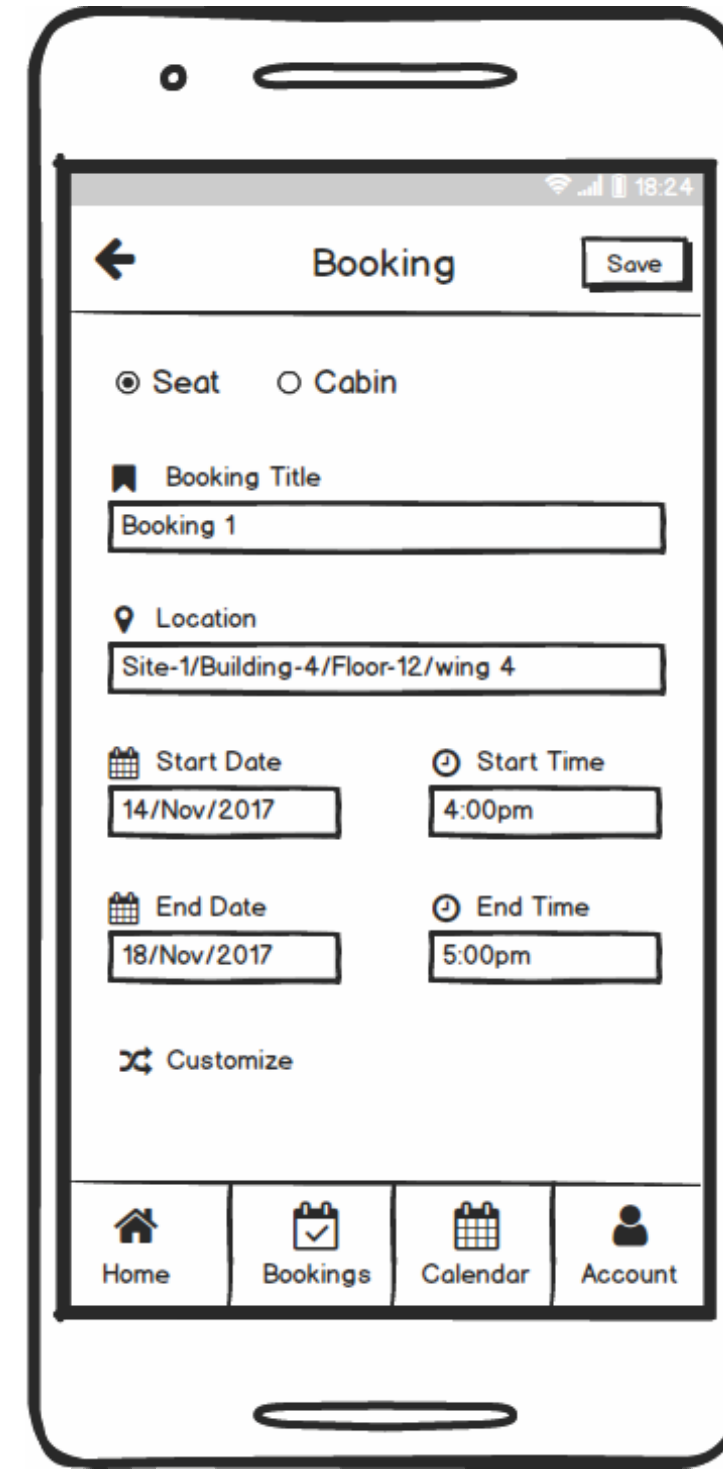 18:24
Booking
Save
Seat Cabin
Booking Title
Booking 1
Location
Site-1/Building-4/Floor-12/wing 4
Start Date Start Time
14/Nov/2017 4:00pm
End Date End Time
18/Nov/2017 5:00pm
Customize
Home Bookings Calendar Account